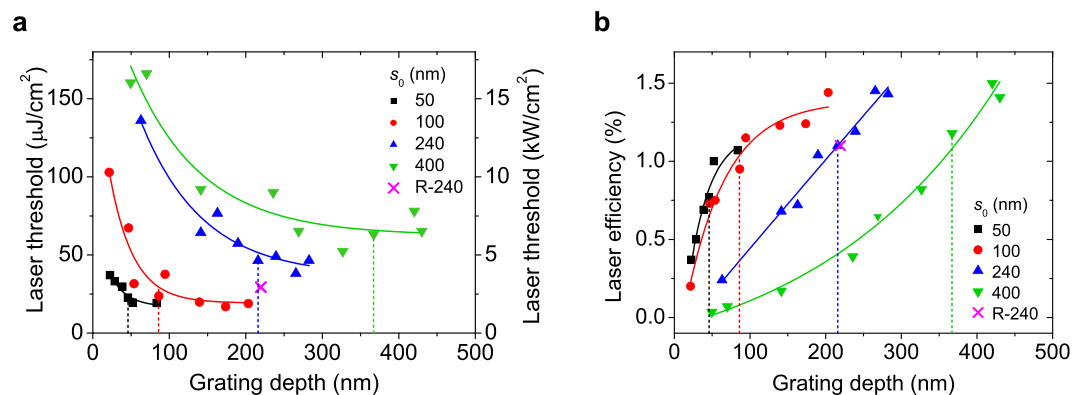 a
Laser threshold (μJ/cm²)
150
100
50
0
0 100 200 300 400 500
Grating depth (nm)
15
10
5
0
Laser threshold (kW/cm²)
s₀ (nm)
50
100
240
400
R-240
b
Laser efficiency (%)
1.5
1.0
0.5
0.0
0 100 200 300 400 500
Grating depth (nm)
s₀ (nm)
50
100
240
400
R-240